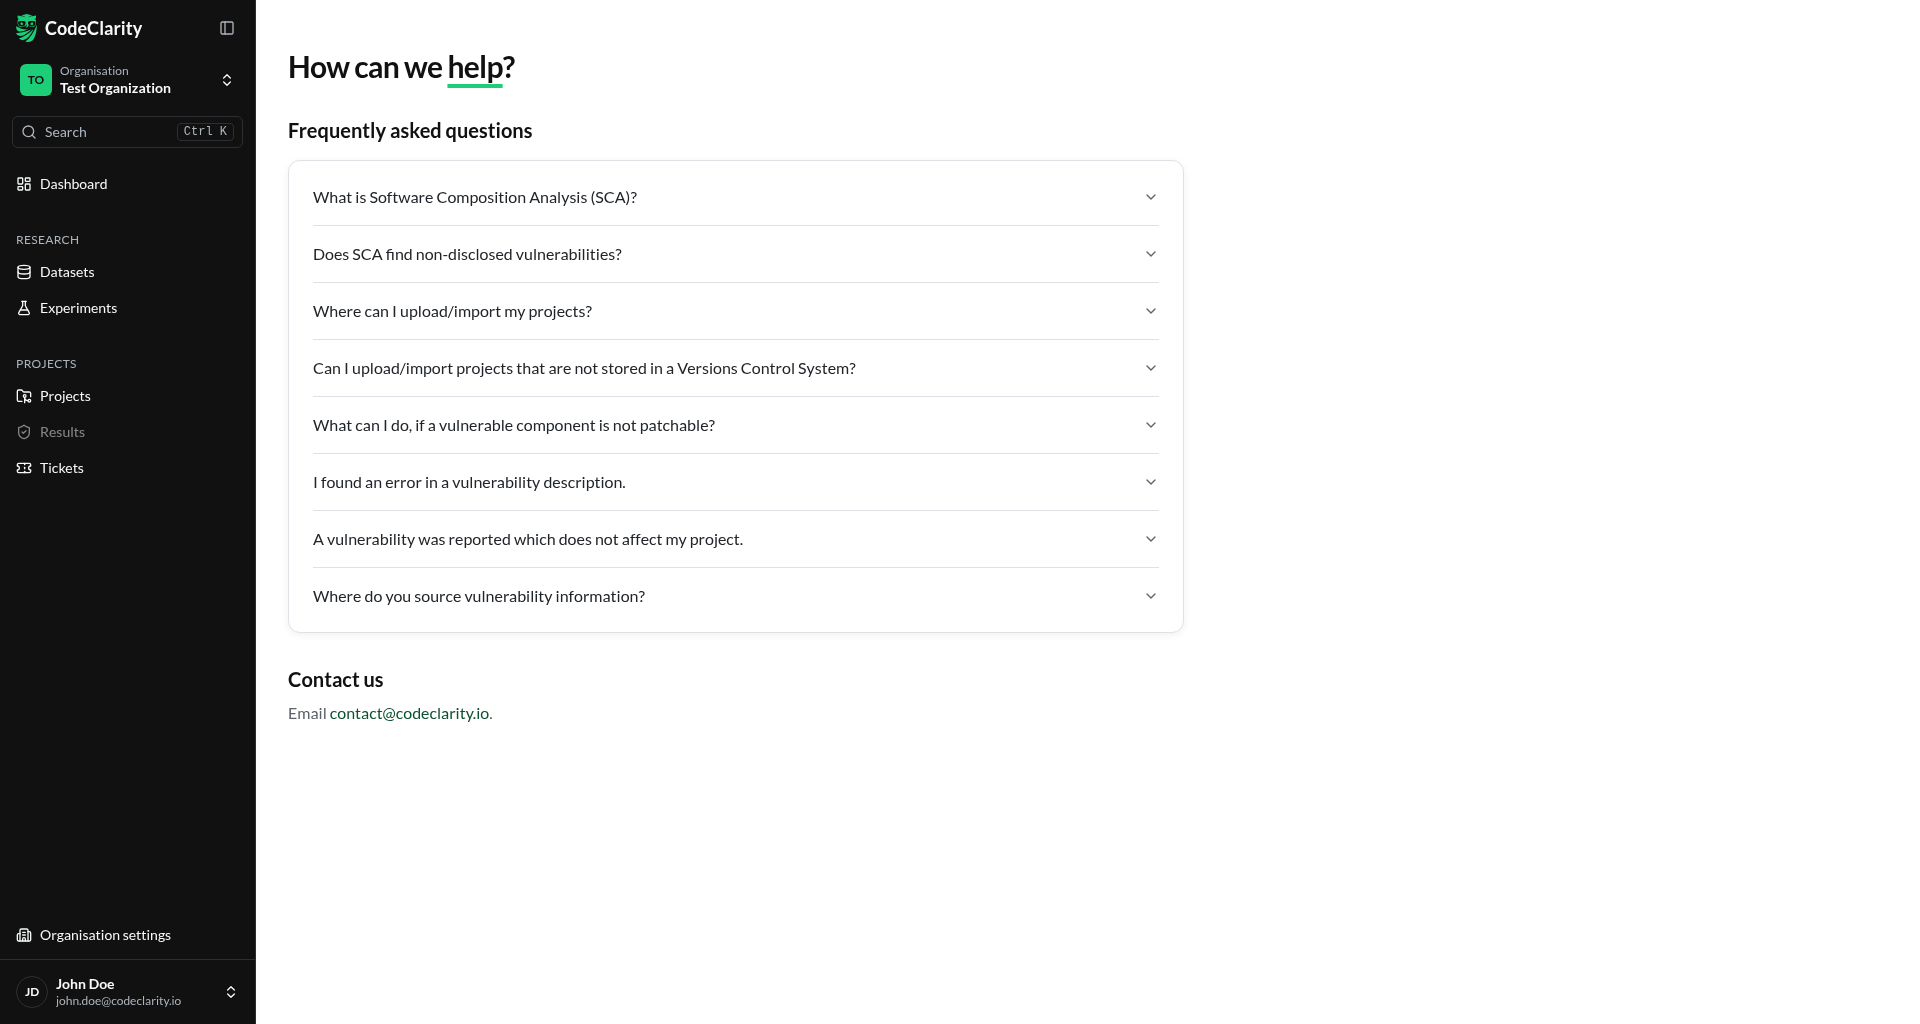 CodeClarity
TO
Organisation
Test Organization
Search
Ctrl K
Dashboard
RESEARCH
Datasets
Experiments
PROJECTS
Projects
Results
Tickets
Organisation settings
JD
John Doe
john.doe@codeclarity.io
How can we help?
Frequently asked questions
What is Software Composition Analysis (SCA)?
Does SCA find non-disclosed vulnerabilities?
Where can I upload/import my projects?
Can I upload/import projects that are not stored in a Versions Control System?
What can I do, if a vulnerable component is not patchable?
I found an error in a vulnerability description.
A vulnerability was reported which does not affect my project.
Where do you source vulnerability information?
Contact us
Email contact@codeclarity.io.